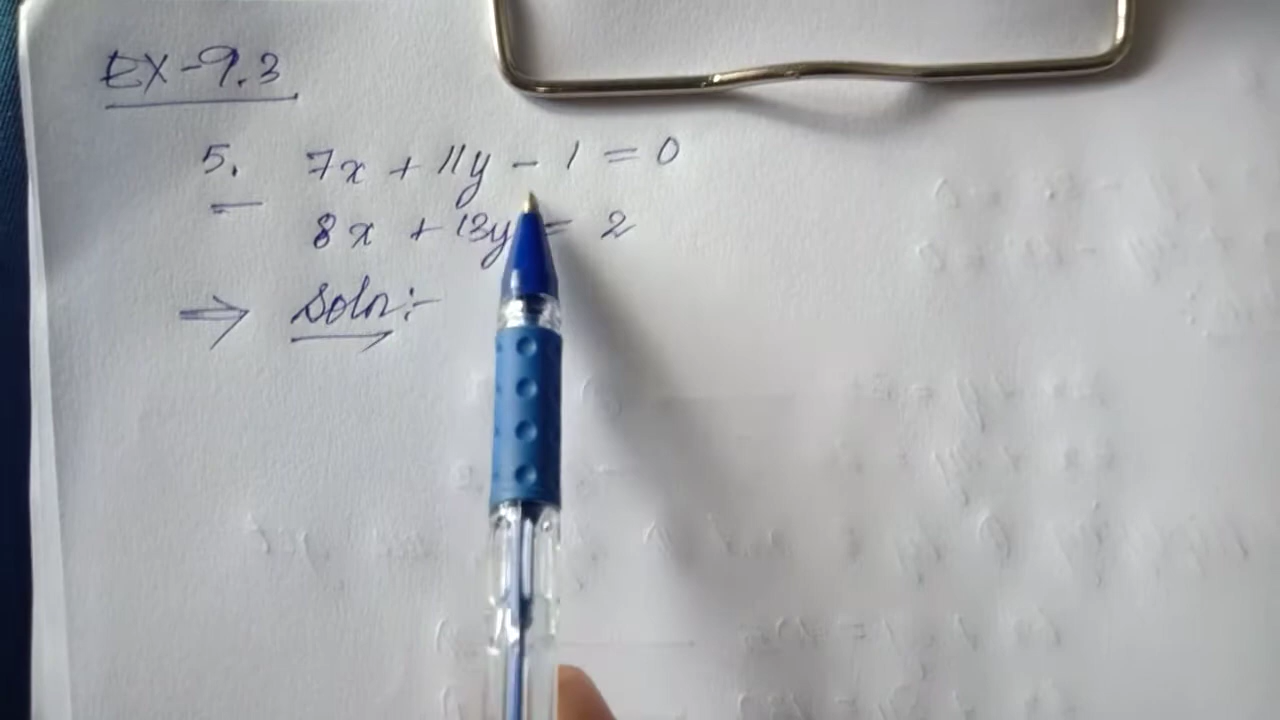 EX-9.3
5. 7x + 11y - 1 = 0
8x + 13y = 2
⇒ Soln:-